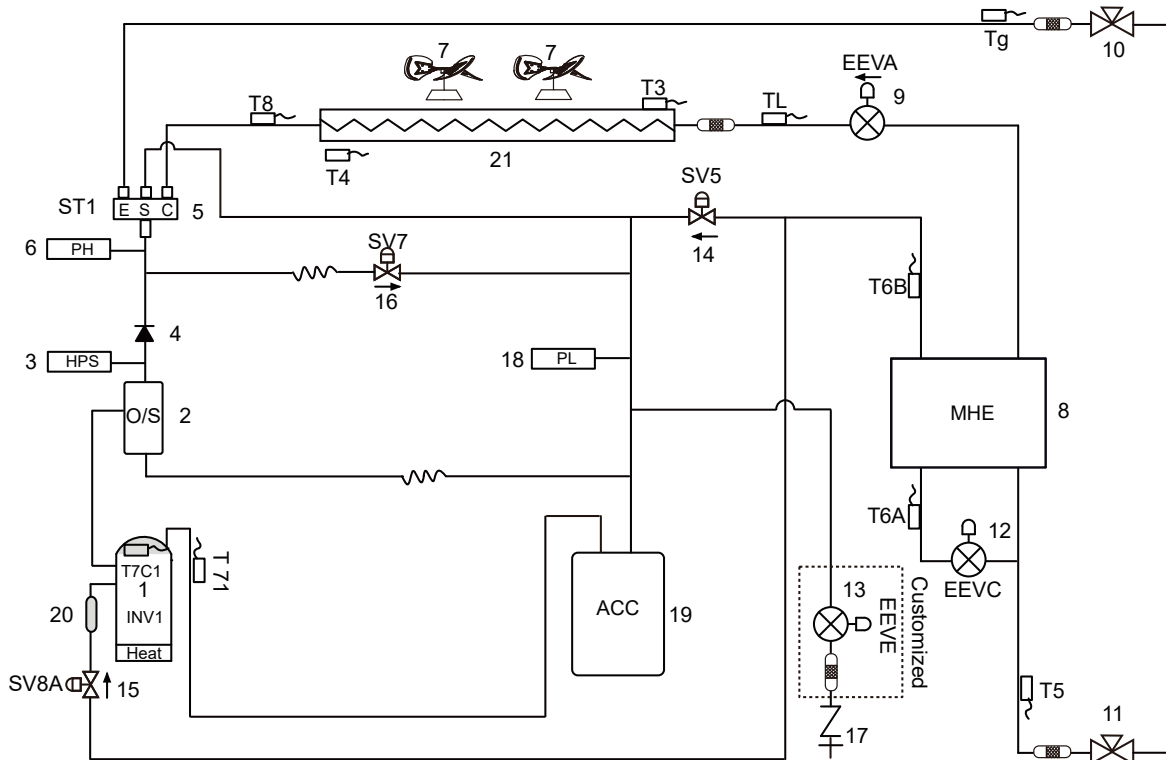 7
7
EEVA
9
Tg
10
T8
T3
TL
T4
21
ST1
E S C
5
SV5
14
6
PH
SV7
16
T6B
4
3
HPS
18
PL
O/S
2
MHE
8
T6A
12
EEVC
T7C1
1
INV1
Heat
T 71
20
SV8A
15
ACC
19
13
EEVE
Customized
17
T5
11